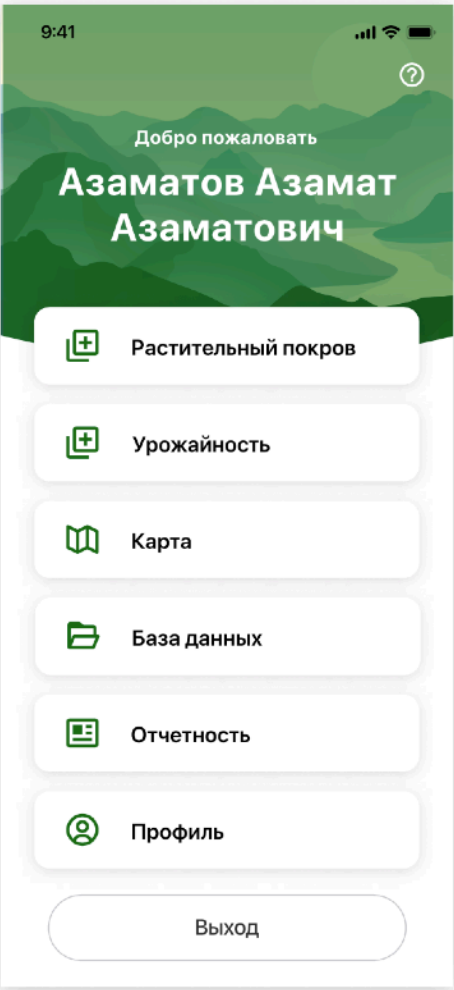 9:41
Добро пожаловать
Азаматов Азамат
Азаматович
Растительный покров
Урожайность
Карта
База данных
Отчетность
Профиль
Выход